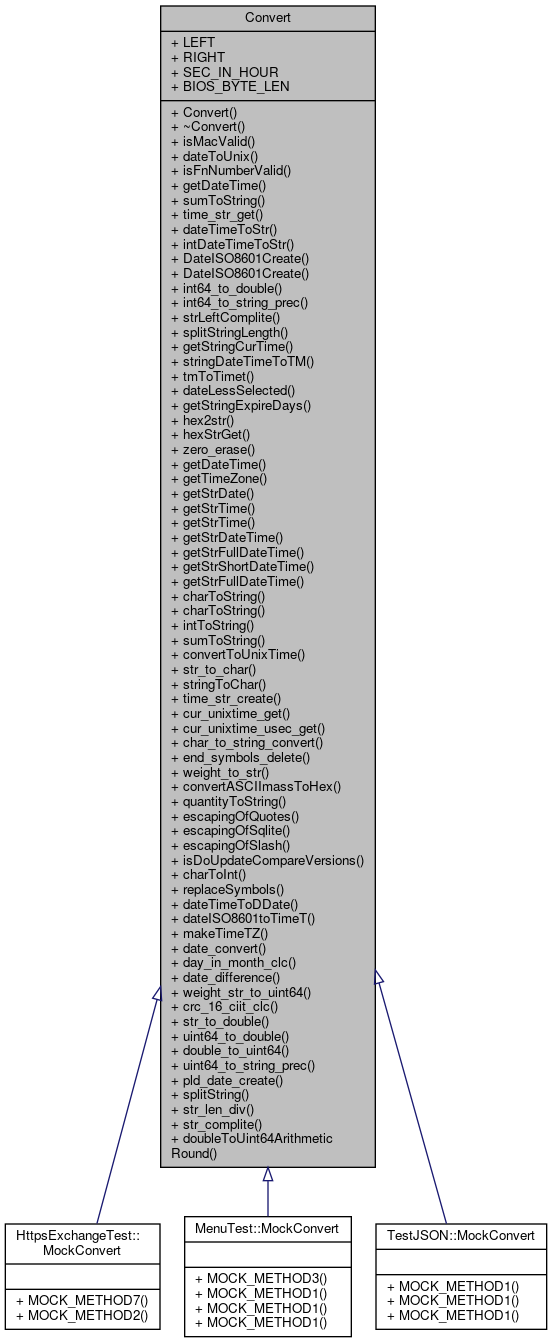 Convert
+ LEFT
+ RIGHT
+ SEC_IN_HOUR
+ BIOS_BYTE_LEN
+ Convert()
+ ~Convert()
+ isMacValid()
+ dateToUnix()
+ isFnNumberValid()
+ getDateTime()
+ sumToString()
+ time_str_get()
+ dateTimeToStr()
+ intDateTimeToStr()
+ DateISO8601Create()
+ DateISO8601Create()
+ int64_to_double()
+ int64_to_string_prec()
+ strLeftComplite()
+ splitStringLength()
+ getStringCurTime()
+ stringDateTimeToTM()
+ tmToTimet()
+ dateLessSelected()
+ getStringExpireDays()
+ hex2str()
+ hexStrGet()
+ zero_erase()
+ getDateTime()
+ getTimeZone()
+ getStrDate()
+ getStrTime()
+ getStrTime()
+ getStrDateTime()
+ getStrFullDateTime()
+ getStrShortDateTime()
+ getStrFullDateTime()
+ charToString()
+ charToString()
+ intToString()
+ sumToString()
+ convertToUnixTime()
+ str_to_char()
+ stringToChar()
+ time_str_create()
+ cur_unixtime_get()
+ cur_unixtime_usec_get()
+ char_to_string_convert()
+ end_symbols_delete()
+ weight_to_str()
+ convertASCIImassToHex()
+ quantityToString()
+ escapingOfQuotes()
+ escapingOfSqlite()
+ escapingOfSlash()
+ isDoUpdateCompareVersions()
+ charToInt()
+ replaceSymbols()
+ dateTimeToDDate()
+ dateISO8601toTimeT()
+ makeTimeTZ()
+ date_convert()
+ day_in_month_clc()
+ date_difference()
+ weight_str_to_uint64()
+ crc_16_ciit_clc()
+ str_to_double()
+ uint64_to_double()
+ double_to_uint64()
+ uint64_to_string_prec()
+ pld_date_create()
+ splitString()
+ str_len_div()
+ str_complite()
+ doubleToUint64Arithmetic
Round()
HttpsExchangeTest::
MockConvert
+ MOCK_METHOD7()
+ MOCK_METHOD2()
MenuTest::MockConvert
+ MOCK_METHOD3()
+ MOCK_METHOD1()
+ MOCK_METHOD1()
+ MOCK_METHOD1()
TestJSON::MockConvert
+ MOCK_METHOD1()
+ MOCK_METHOD1()
+ MOCK_METHOD1()